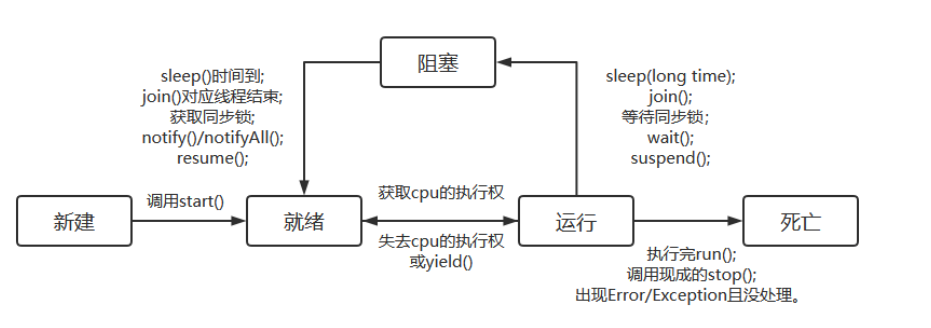 阻塞
sleep()时间到;
join()对应线程结束;
获取同步锁;
notify()/notifyAll();
resume();
sleep(long time);
join();
等待同步锁;
wait();
suspend();
新建
调用start()
就绪
获取cpu的执行权
失去cpu的执行权
或yield()
运行
死亡
执行完run();
调用现成的stop();
出现Error/Exception且没处理。